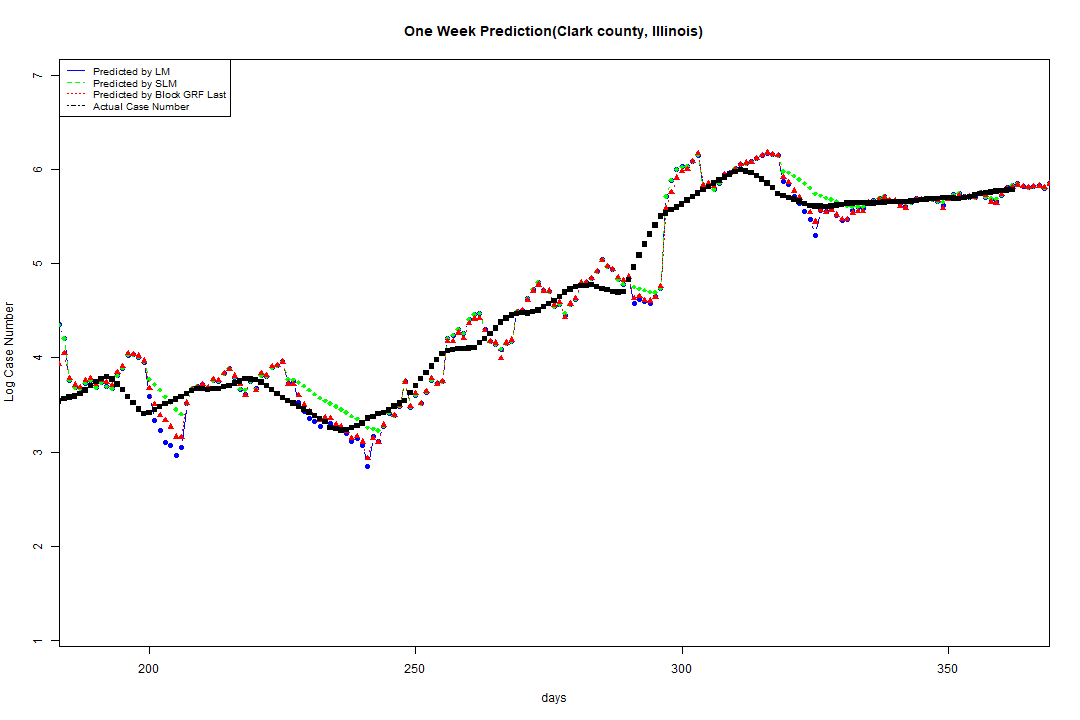 One Week Prediction(Clark county, Illinois)
Predicted by LM
Predicted by SLM
Predicted by Block GRF Last
Actual Case Number
7
6
5
4
3
2
1
Log Case Number
200 250 300 350
days